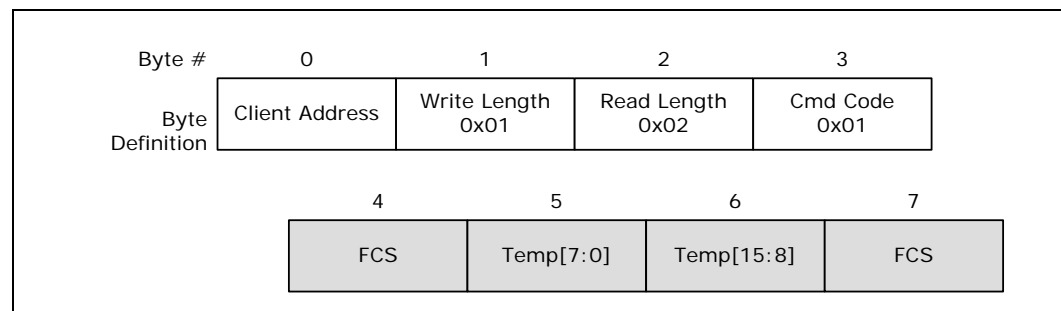 Byte # 0 1 2 3
Byte Definition
Client Address
Write Length 0x01
Read Length 0x02
Cmd Code 0x01
4 5 6 7
FCS Temp[7:0] Temp[15:8] FCS